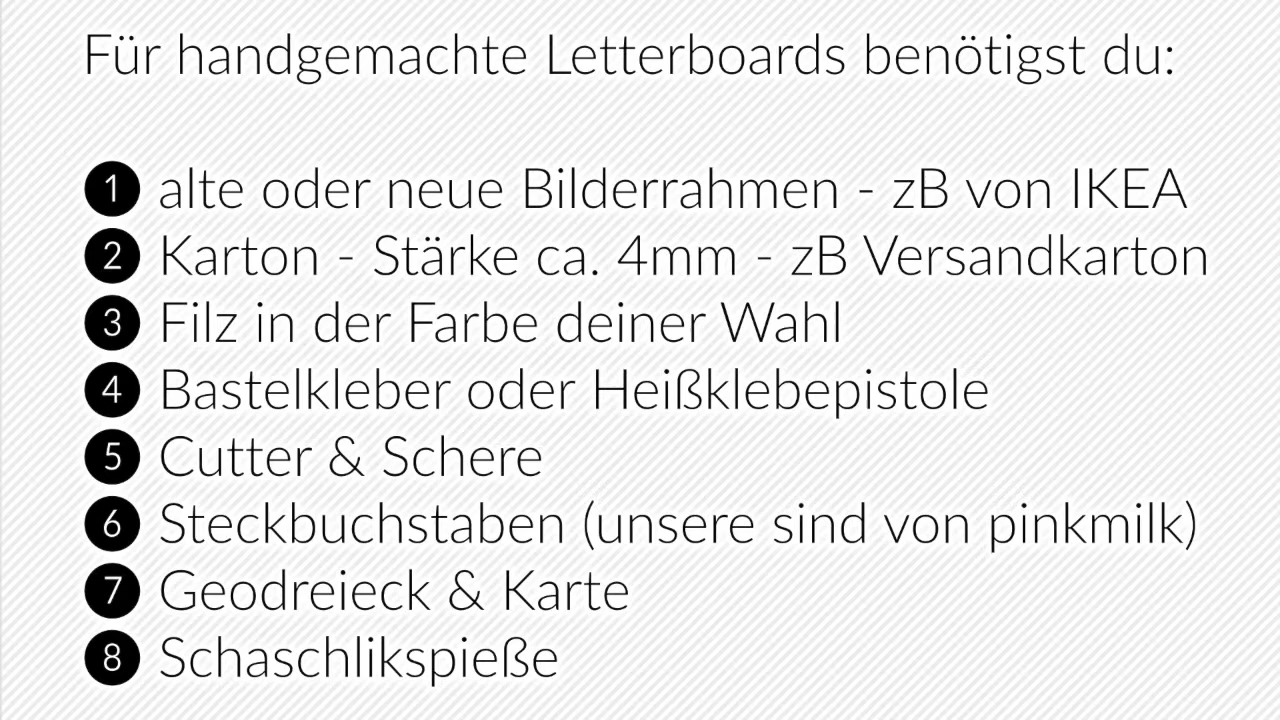 Für handgemachte Letterboards benötigst du:
1 alte oder neue Bilderrahmen - zB von IKEA
2 Karton - Stärke ca. 4mm - zB Versandkarton
3 Filz in der Farbe deiner Wahl
4 Bastelkleber oder Heißklebepistole
5 Cutter & Schere
6 Steckbuchstaben (unsere sind von pinkmilk)
7 Geodreieck & Karte
8 Schaschlikspieße